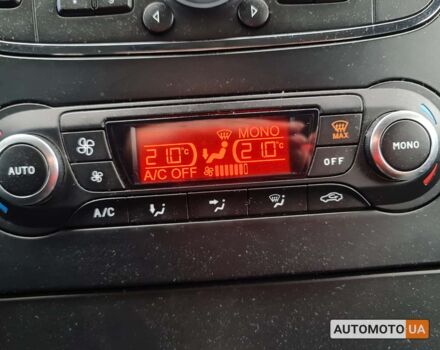 MONO
21.0°C
21.0°C
A/C OFF
MAX
AUTO
MONO
OFF
A/C
AUTOMOTO UA